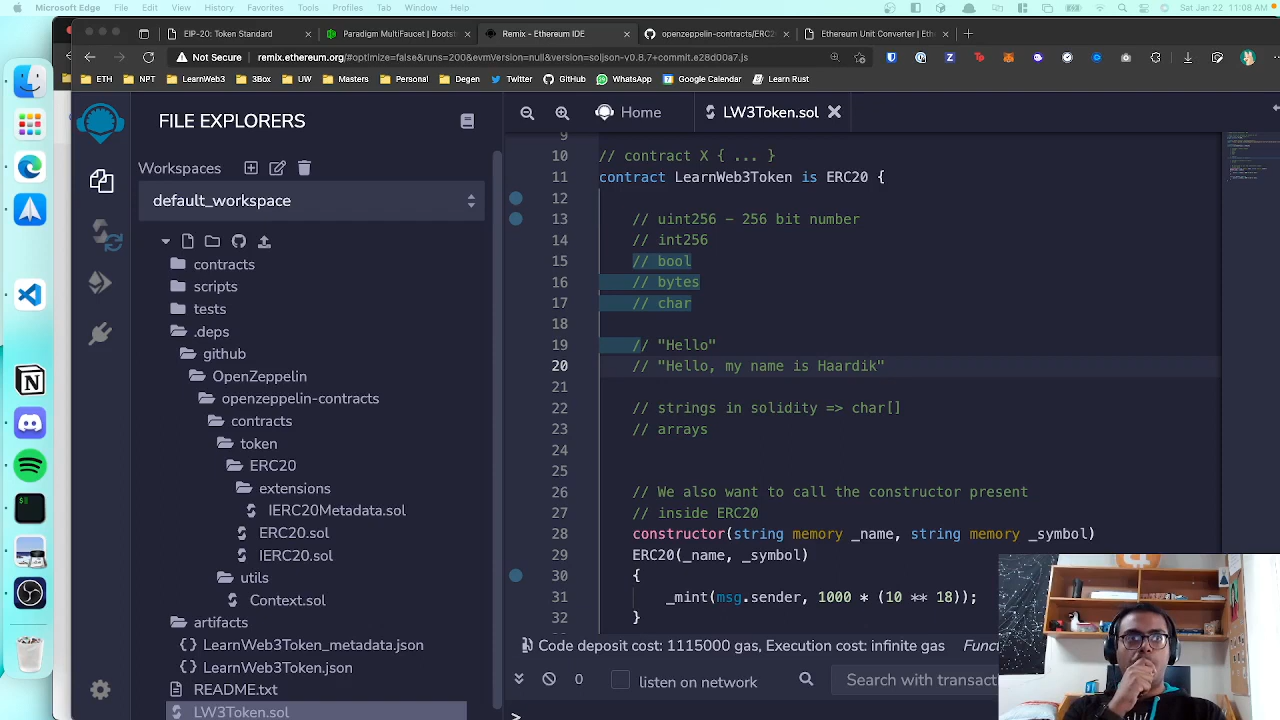 Microsoft Edge File Edit View History Favorites Tools Profiles Tab Window Help Sat Jan 22 11:08 AM
EIP-20: Token Standard Paradigm MultiFaucet | Bootst Remix - Ethereum IDE openzeppelin-contracts/ERC2 Ethereum Unit Converter | ETH
Not Secure remix.ethereum.org/#optimize=false&runs=200&evmVersion=null&version=soljson-v0.8.7+commit.e28d00a7.js
ETH LearnWeb3 3Box UW Masters Personal Degen Twitter GitHub WhatsApp Google Calendar Learn Rust
FILE EXPLORERS
Workspaces
default_workspace
contracts
scripts
tests
.deps
github
OpenZeppelin
openzeppelin-contracts
contracts
token
ERC20
extensions
IERC20Metadata.sol
ERC20.sol
IERC20.sol
utils
Context.sol
artifacts
LearnWeb3Token_metadata.json
LearnWeb3Token.json
README.txt
LW3Token.sol
Home LW3Token.sol
9
10 // contract X { ... }
11 contract LearnWeb3Token is ERC20 {
12
13 // uint256 - 256 bit number
14 // int256
15 // bool
16 // bytes
17 // char
18
19 // "Hello"
20 // "Hello, my name is Haardik"
21
22 // strings in solidity => char[]
23 // arrays
24
25
26 // We also want to call the constructor present
27 // inside ERC20
28 constructor(string memory _name, string memory _symbol)
29 ERC20(_name, _symbol)
30 {
31 _mint(msg.sender, 1000 * (10 ** 18));
32 }
Code deposit cost: 1115000 gas, Execution cost: infinite gas Funct
0 listen on network Search with transact
>